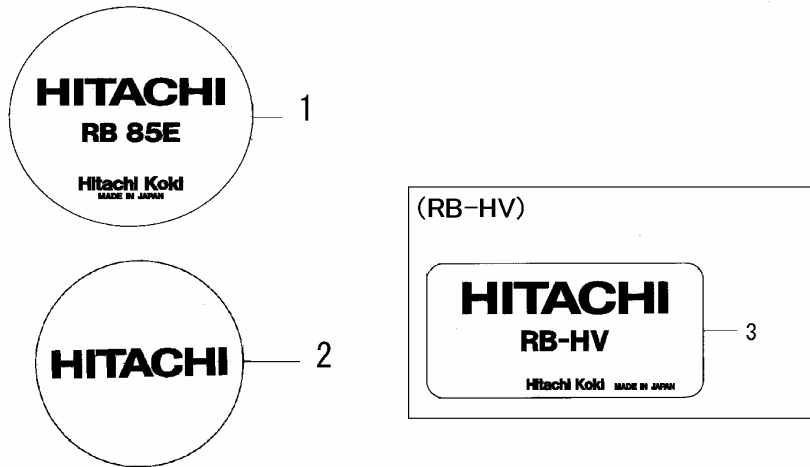 HITACHI
RB 85E
Hitachi Koki
MADE IN JAPAN
1
HITACHI
2
(RB-HV)
HITACHI
RB-HV
Hitachi Koki MADE IN JAPAN
3